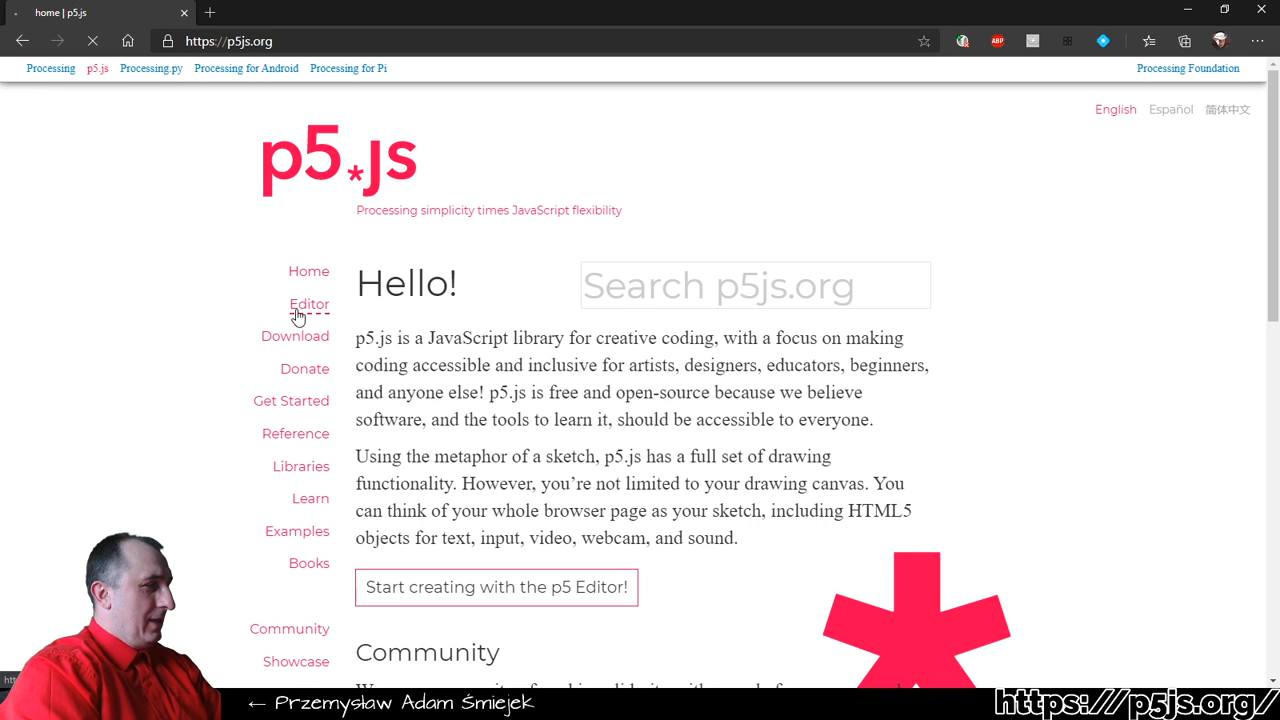 home | p5.js
https://p5js.org
ABP
Processing p5.js Processing.py Processing for Android Processing for Pi Processing Foundation
English Español 简体中文
p5*js
Processing simplicity times JavaScript flexibility
Home
Editor
Download
Donate
Get Started
Reference
Libraries
Learn
Examples
Books
Community
Showcase
Hello!
Search p5js.org
p5.js is a JavaScript library for creative coding, with a focus on making
coding accessible and inclusive for artists, designers, educators, beginners,
and anyone else! p5.js is free and open-source because we believe
software, and the tools to learn it, should be accessible to everyone.
Using the metaphor of a sketch, p5.js has a full set of drawing
functionality. However, you’re not limited to your drawing canvas. You
can think of your whole browser page as your sketch, including HTML5
objects for text, input, video, webcam, and sound.
Start creating with the p5 Editor!
Community
← Przemysław Adam Śmiejek
https://p5js.org/